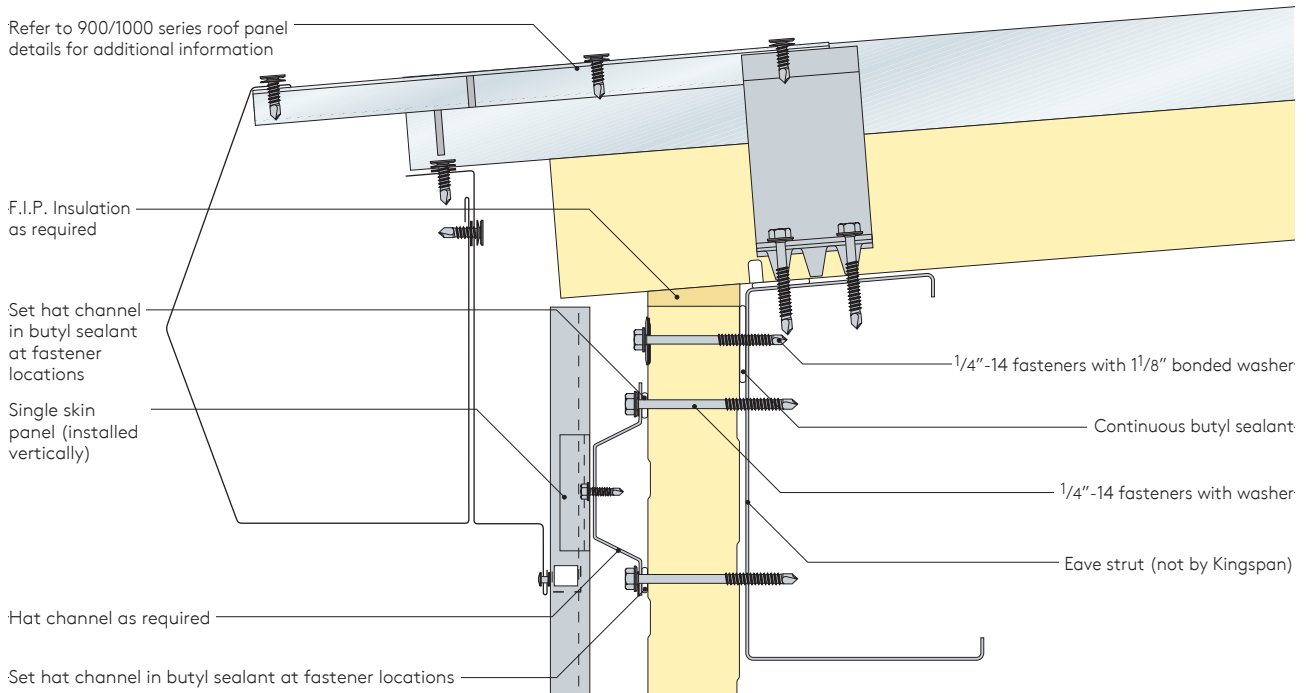 Refer to 900/1000 series roof panel
details for additional information
F.I.P. Insulation
as required
Set hat channel
in butyl sealant
at fastener
locations
Single skin
panel (installed
vertically)
Hat channel as required
Set hat channel in butyl sealant at fastener locations
1/4”-14 fasteners with 11/8” bonded washer
Continuous butyl sealant
1/4”-14 fasteners with washer
Eave strut (not by Kingspan)